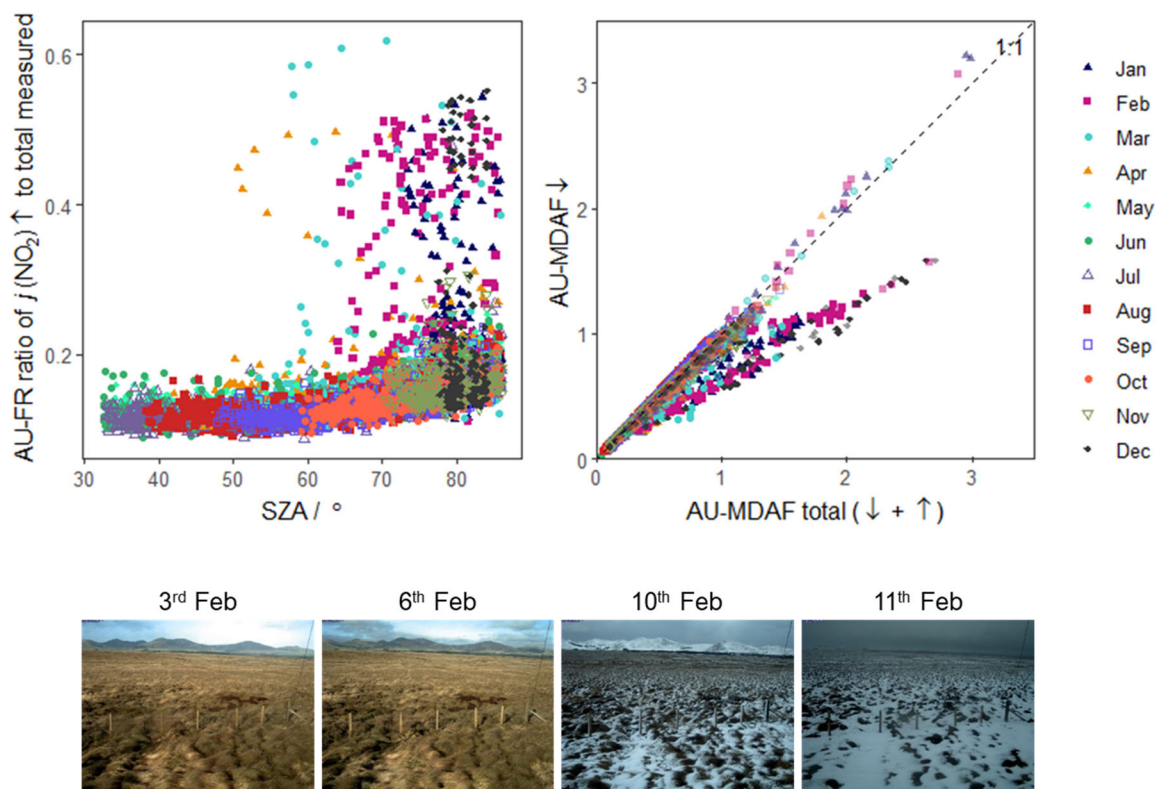 AU-FR ratio of j (NO₂) ↑ to total measured
0.6
0.4
0.2
30 40 50 60 70 80
SZA / °
AU-MDAF ↓
3
2
1
0
0 1 2 3
AU-MDAF total (↓ + ↑)
1:1
Jan
Feb
Mar
Apr
May
Jun
Jul
Aug
Sep
Oct
Nov
Dec
3rd Feb 6th Feb 10th Feb 11th Feb